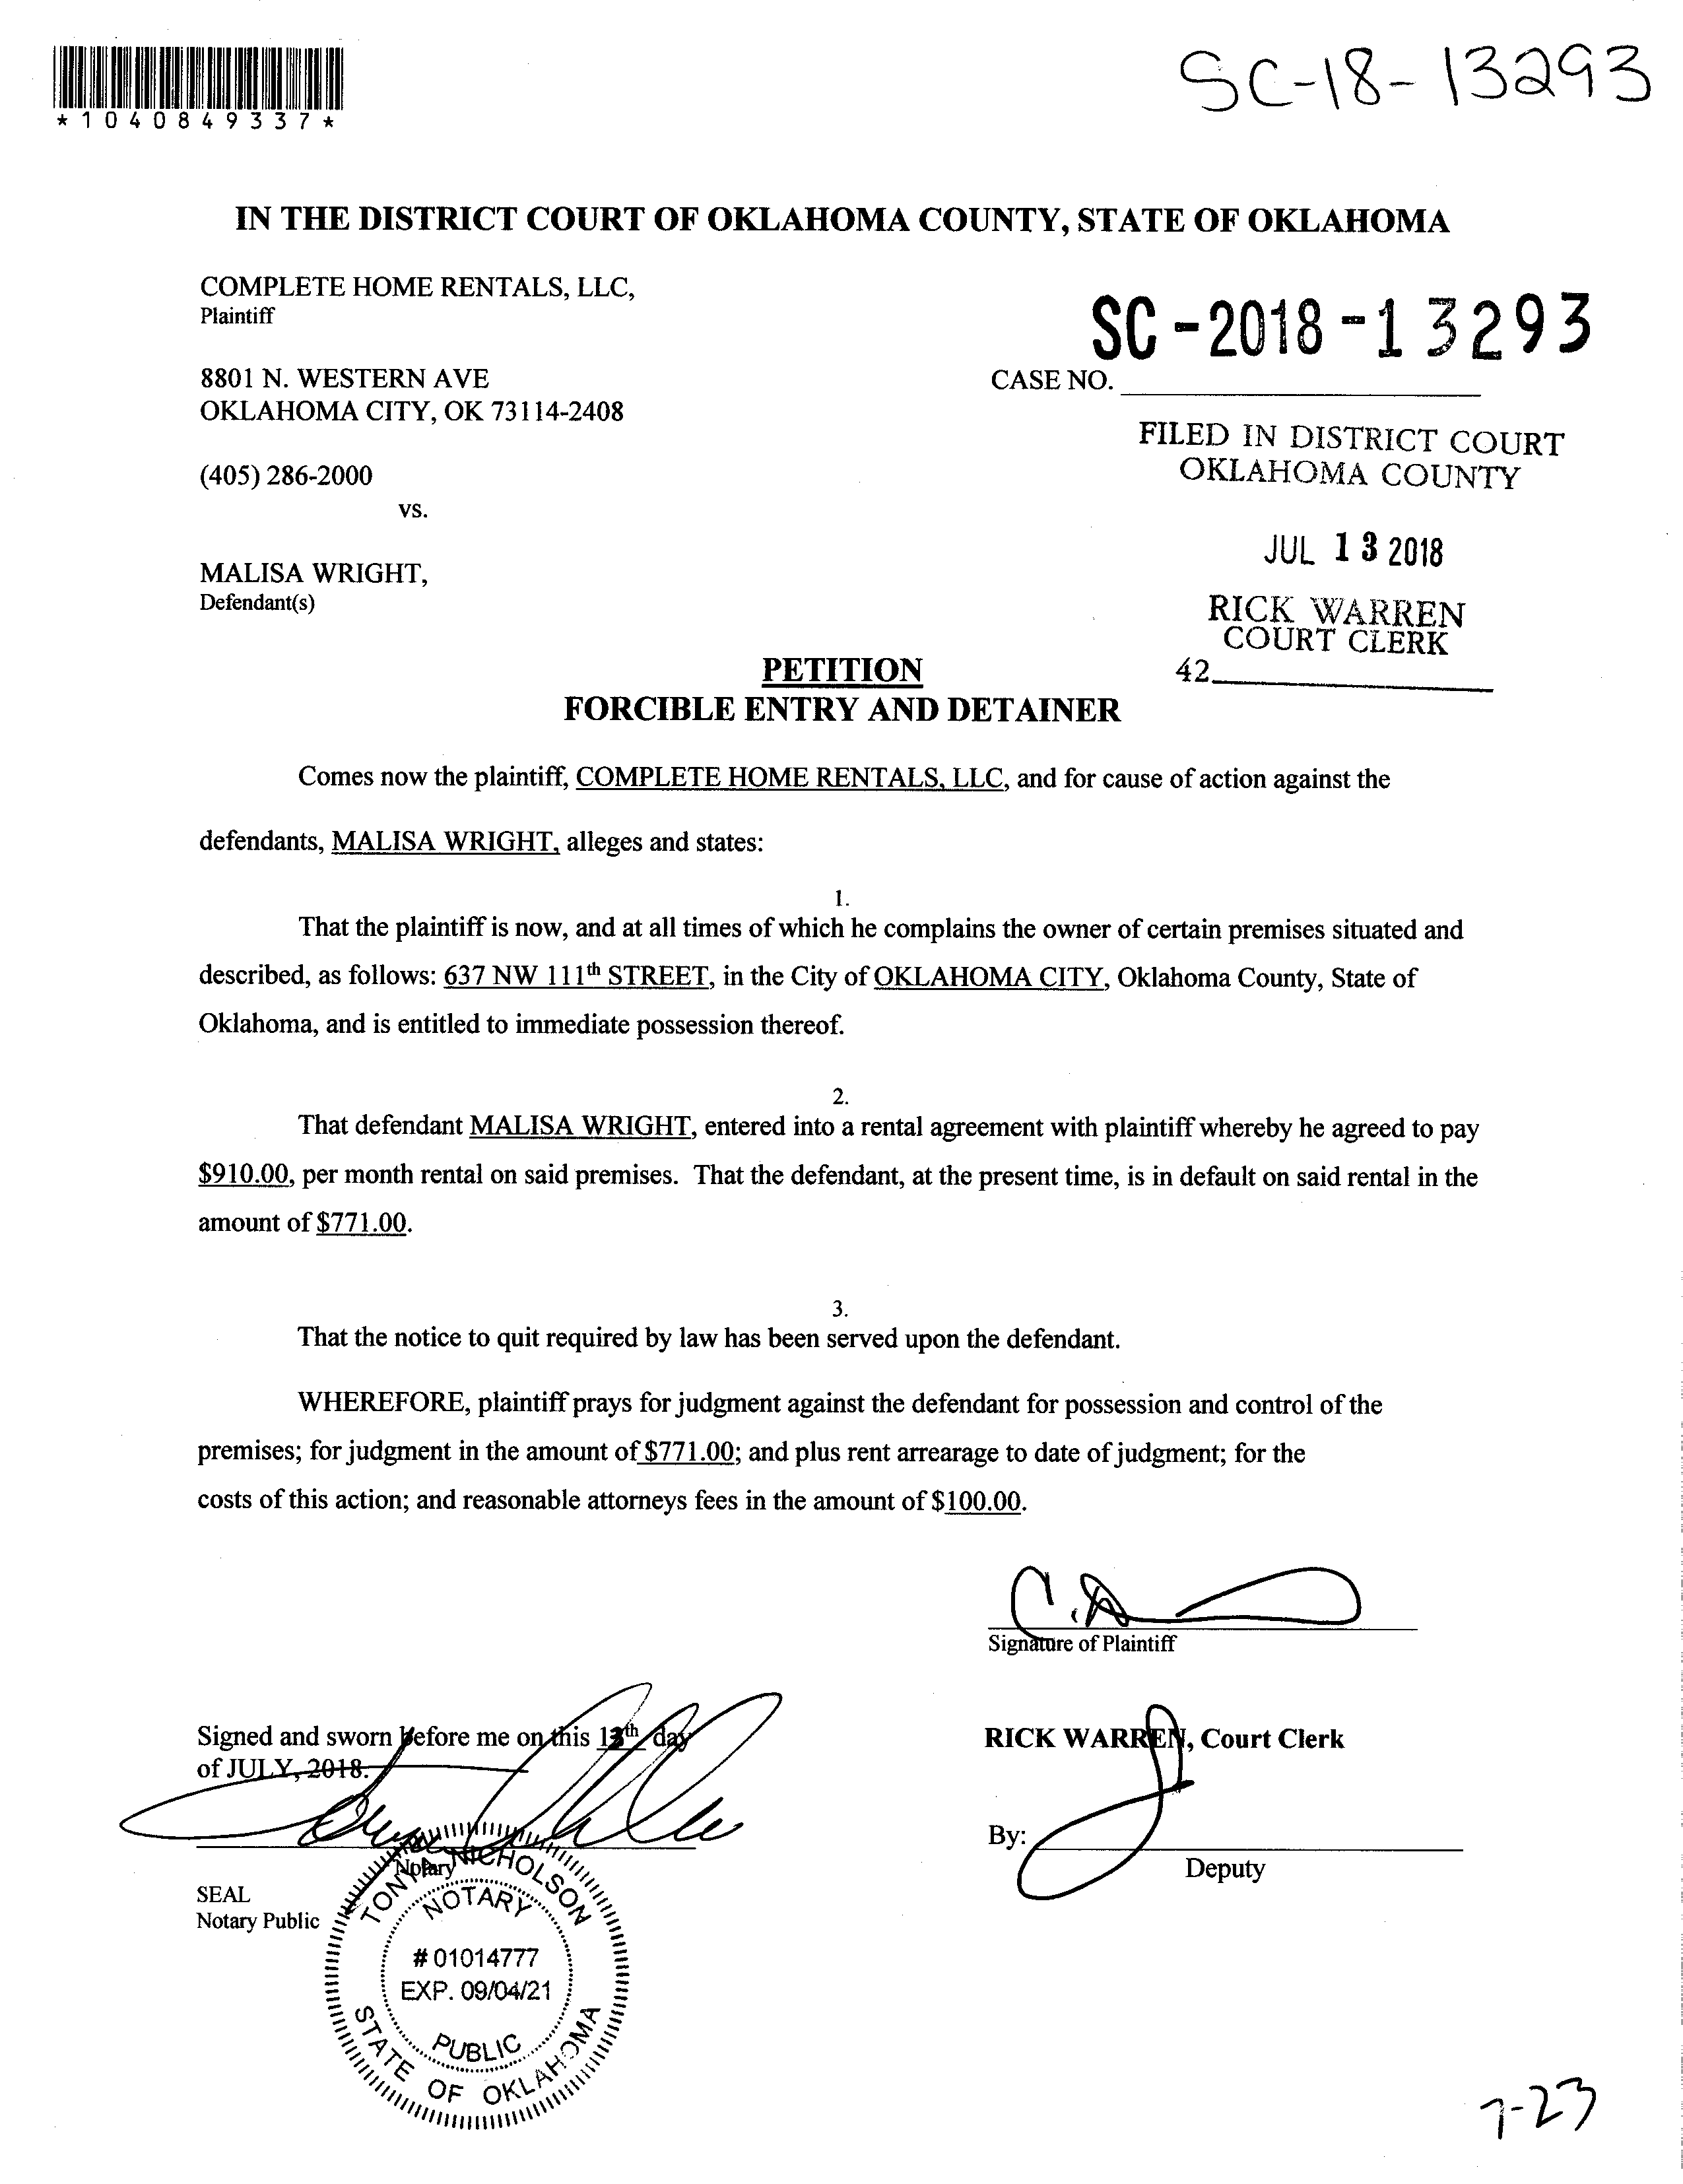 SC-18-13293
*1040849337*
IN THE DISTRICT COURT OF OKLAHOMA COUNTY, STATE OF OKLAHOMA
COMPLETE HOME RENTALS, LLC,
Plaintiff
SC-2018-13293
8801 N. WESTERN AVE
CASE NO.
OKLAHOMA CITY, OK 73114-2408
FILED IN DISTRICT COURT
OKLAHOMA COUNTY
(405) 286-2000
vs.
JUL 13 2018
MALISA WRIGHT,
Defendant(s)
RICK WARREN
COURT CLERK
42
PETITION
FORCIBLE ENTRY AND DETAINER
Comes now the plaintiff, COMPLETE HOME RENTALS, LLC, and for cause of action against the
defendants, MALISA WRIGHT, alleges and states:
1.
That the plaintiff is now, and at all times of which he complains the owner of certain premises situated and
described, as follows: 637 NW 111th STREET, in the City of OKLAHOMA CITY, Oklahoma County, State of
Oklahoma, and is entitled to immediate possession thereof.
2.
That defendant MALISA WRIGHT, entered into a rental agreement with plaintiff whereby he agreed to pay
$910.00, per month rental on said premises. That the defendant, at the present time, is in default on said rental in the
amount of $771.00.
3.
That the notice to quit required by law has been served upon the defendant.
WHEREFORE, plaintiff prays for judgment against the defendant for possession and control of the
premises; for judgment in the amount of $771.00; and plus rent arrearage to date of judgment; for the
costs of this action; and reasonable attorneys fees in the amount of $100.00.
Signature of Plaintiff
Signed and sworn before me on this day
of JULY, 2018.
RICK WARREN, Court Clerk
By:
Deputy
Notary
SEAL
Notary Public
TONYA NICHOLSON
NOTARY
# 01014777
EXP. 09/04/21
PUBLIC
STATE OF OKLAHOMA
7-23